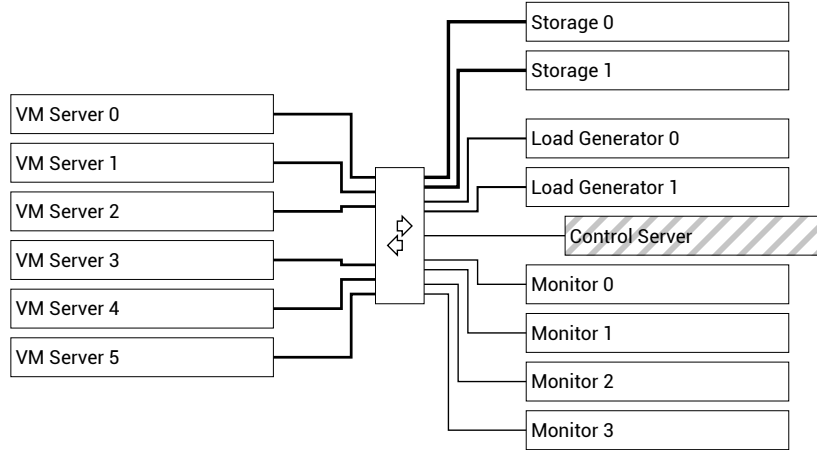 VM Server 0
VM Server 1
VM Server 2
VM Server 3
VM Server 4
VM Server 5
Storage 0
Storage 1
Load Generator 0
Load Generator 1
Control Server
Monitor 0
Monitor 1
Monitor 2
Monitor 3